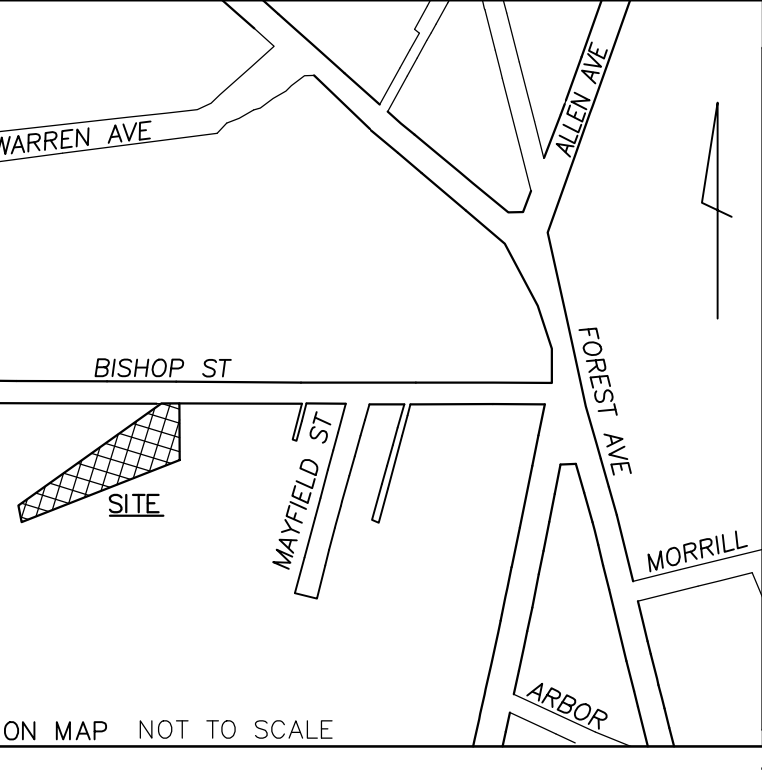 ALLEN AVE
WARREN AVE
BISHOP ST
FOREST AVE
MAYFIELD ST
SITE
MORRILL
ARBOR
ON MAP NOT TO SCALE